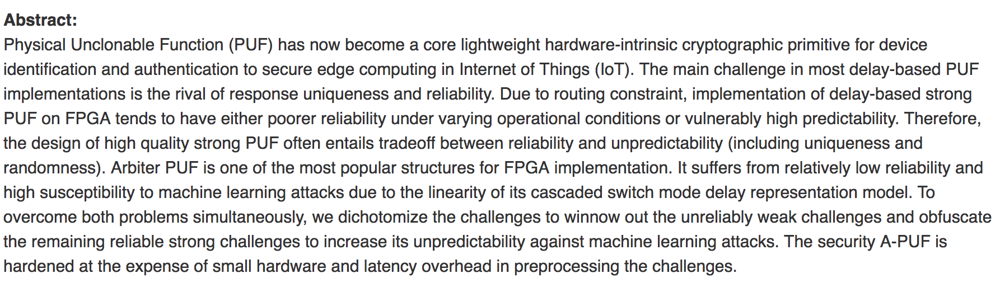 Abstract:
Physical Unclonable Function (PUF) has now become a core lightweight hardware-intrinsic cryptographic primitive for device
identification and authentication to secure edge computing in Internet of Things (IoT). The main challenge in most delay-based PUF
implementations is the rival of response uniqueness and reliability. Due to routing constraint, implementation of delay-based strong
PUF on FPGA tends to have either poorer reliability under varying operational conditions or vulnerably high predictability. Therefore,
the design of high quality strong PUF often entails tradeoff between reliability and unpredictability (including uniqueness and
randomness). Arbiter PUF is one of the most popular structures for FPGA implementation. It suffers from relatively low reliability and
high susceptibility to machine learning attacks due to the linearity of its cascaded switch mode delay representation model. To
overcome both problems simultaneously, we dichotomize the challenges to winnow out the unreliably weak challenges and obfuscate
the remaining reliable strong challenges to increase its unpredictability against machine learning attacks. The security A-PUF is
hardened at the expense of small hardware and latency overhead in preprocessing the challenges.